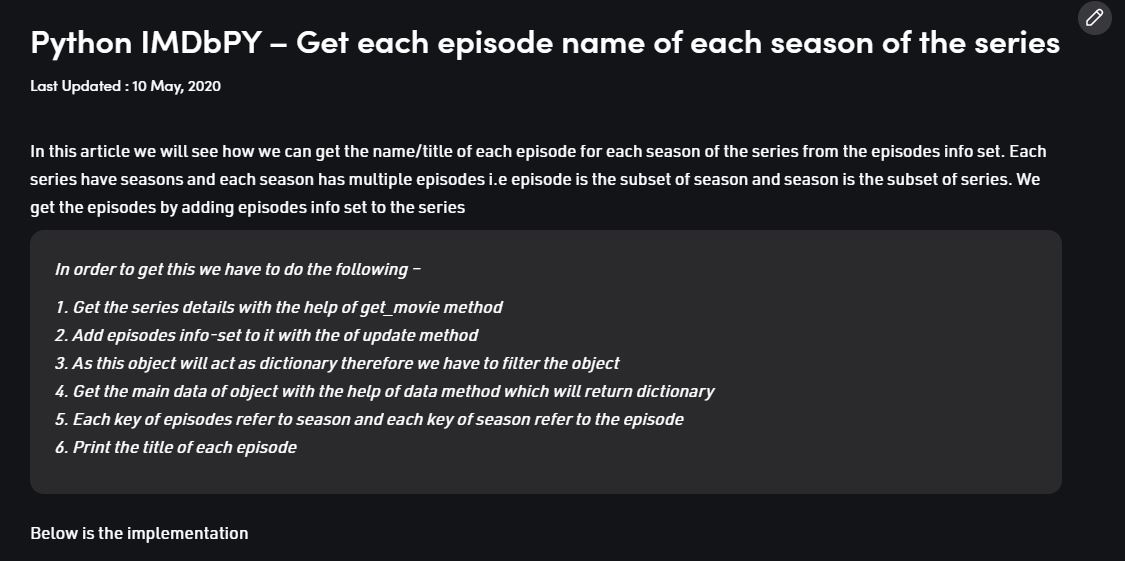 Python IMDbPY – Get each episode name of each season of the series
Last Updated : 10 May, 2020
In this article we will see how we can get the name/title of each episode for each season of the series from the episodes info set. Each
series have seasons and each season has multiple episodes i.e episode is the subset of season and season is the subset of series. We
get the episodes by adding episodes info set to the series
In order to get this we have to do the following –
1. Get the series details with the help of get_movie method
2. Add episodes info-set to it with the of update method
3. As this object will act as dictionary therefore we have to filter the object
4. Get the main data of object with the help of data method which will return dictionary
5. Each key of episodes refer to season and each key of season refer to the episode
6. Print the title of each episode
Below is the implementation